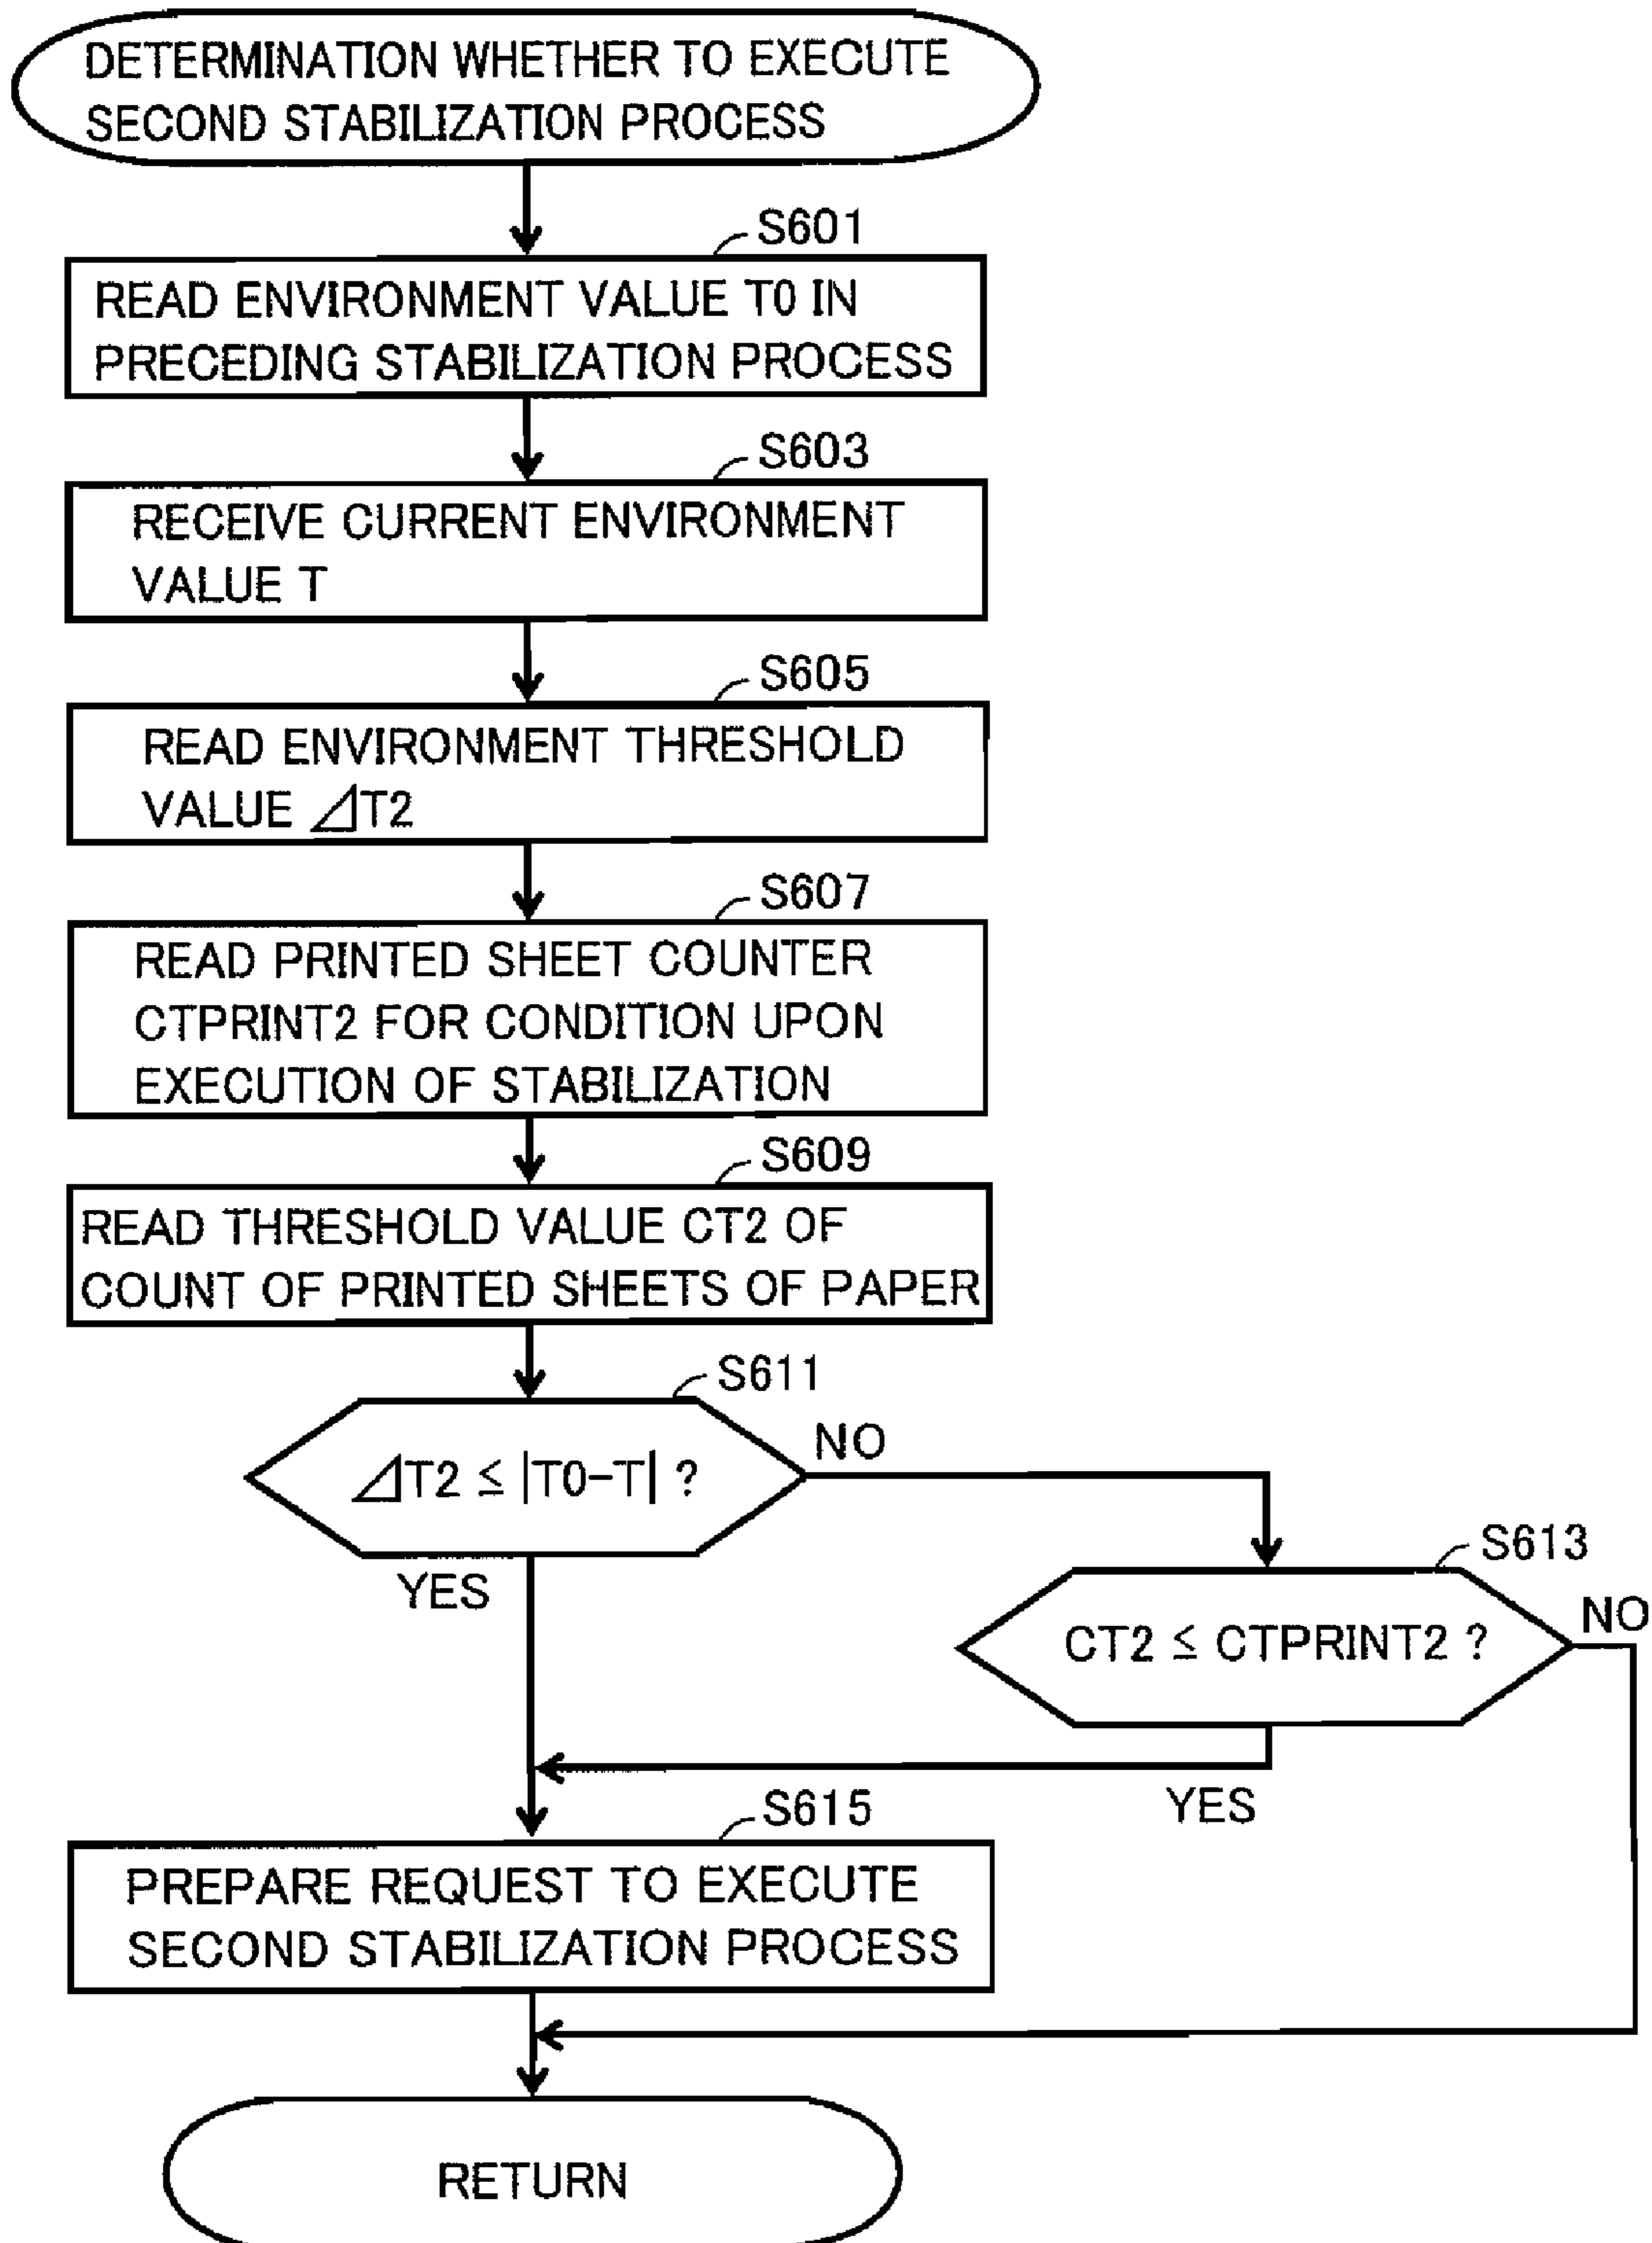 DETERMINATION WHETHER TO EXECUTE
SECOND STABILIZATION PROCESS
S601
READ ENVIRONMENT VALUE T0 IN
PRECEDING STABILIZATION PROCESS
S603
RECEIVE CURRENT ENVIRONMENT
VALUE T
S605
READ ENVIRONMENT THRESHOLD
VALUE ⊿T2
S607
READ PRINTED SHEET COUNTER
CTPRINT2 FOR CONDITION UPON
EXECUTION OF STABILIZATION
S609
READ THRESHOLD VALUE CT2 OF
COUNT OF PRINTED SHEETS OF PAPER
S611
⊿T2 ≦ |T0-T| ?
NO
YES
S613
CT2 ≦ CTPRINT2 ?
NO
YES
S615
PREPARE REQUEST TO EXECUTE
SECOND STABILIZATION PROCESS
RETURN